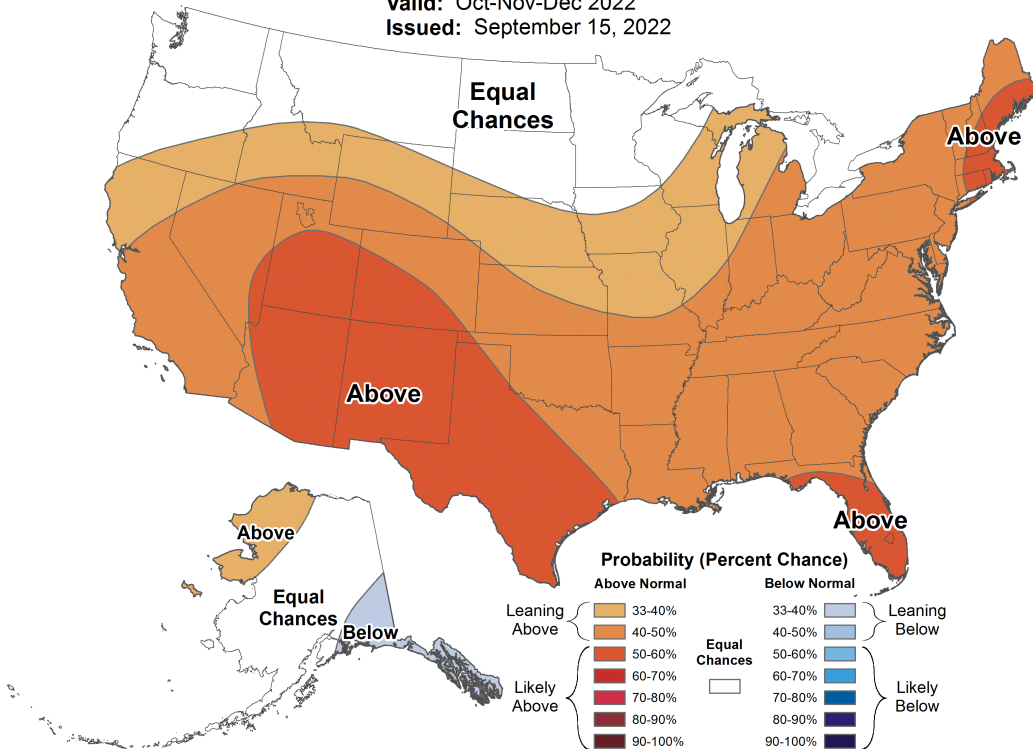 Valid: Oct-Nov-Dec 2022
Issued: September 15, 2022
Equal
Chances
Above
Above
Above
Above
Equal
Chances
Below
Probability (Percent Chance)
Above Normal
Below Normal
Leaning
Above
33-40%
40-50%
Likely
Above
50-60%
60-70%
70-80%
80-90%
90-100%
Equal
Chances
33-40%
40-50%
Leaning
Below
50-60%
60-70%
70-80%
80-90%
90-100%
Likely
Below